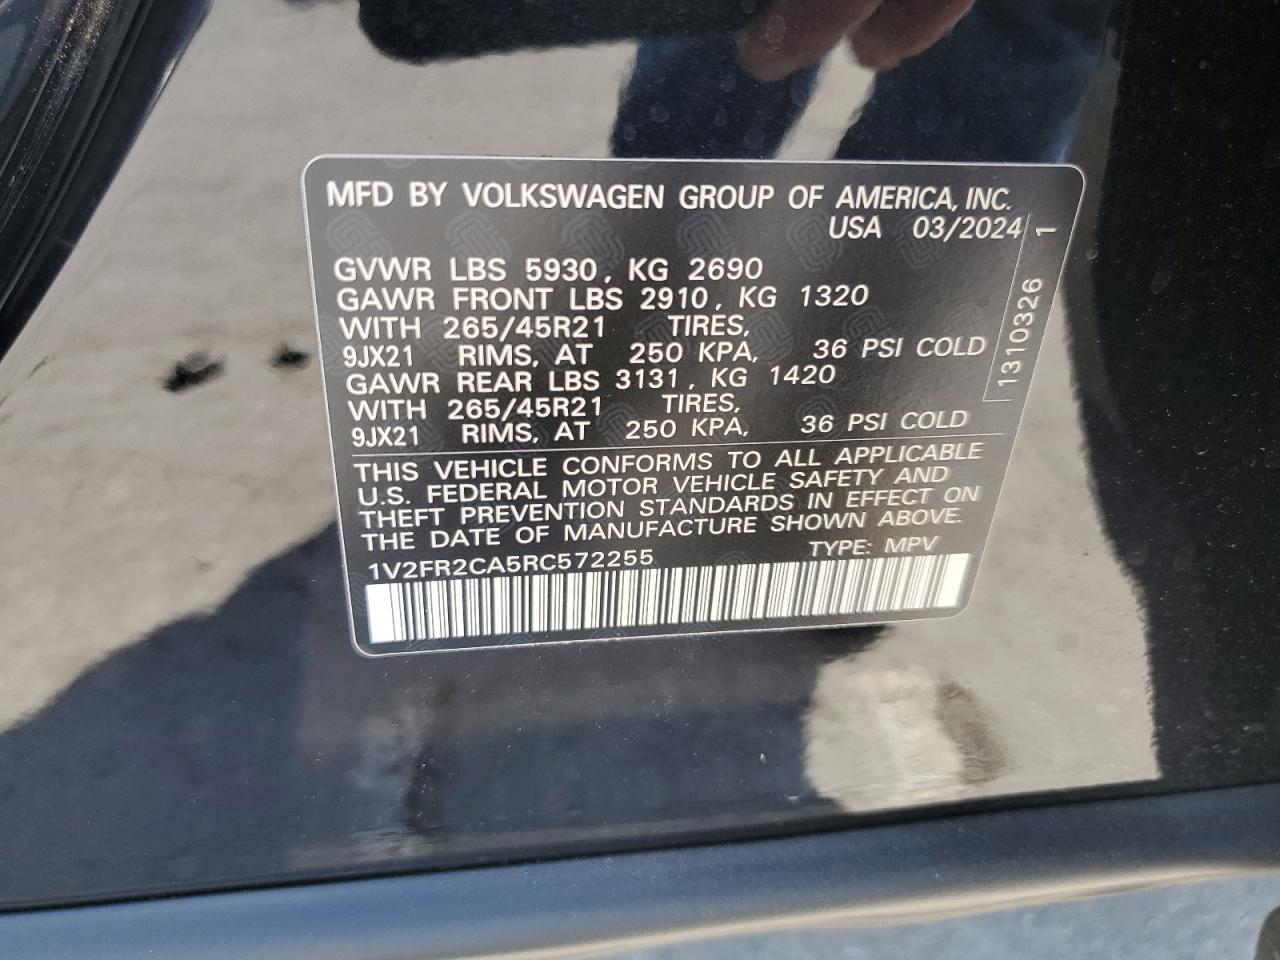 MFD BY VOLKSWAGEN GROUP OF AMERICA, INC.
USA 03/2024
GVWR LBS 5930, KG 2690
GAWR FRONT LBS 2910, KG 1320
WITH 265/45R21 TIRES,
9JX21 RIMS, AT 250 KPA, 36 PSI COLD
GAWR REAR LBS 3131, KG 1420
WITH 265/45R21 TIRES,
9JX21 RIMS, AT 250 KPA, 36 PSI COLD
1310326 1
THIS VEHICLE CONFORMS TO ALL APPLICABLE
U.S. FEDERAL MOTOR VEHICLE SAFETY AND
THEFT PREVENTION STANDARDS IN EFFECT ON
THE DATE OF MANUFACTURE SHOWN ABOVE.
1V2FR2CA5RC572255 TYPE: MPV